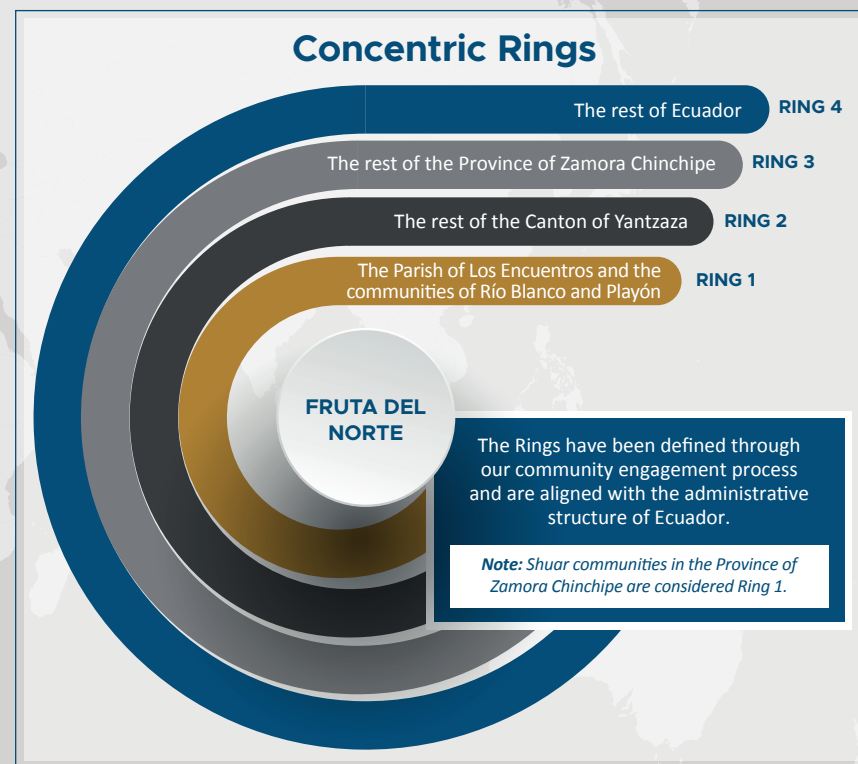 Concentric Rings
The rest of Ecuador
RING 4
The rest of the Province of Zamora Chinchipe
RING 3
The rest of the Canton of Yantzaza
RING 2
The Parish of Los Encuentros and the
communities of Río Blanco and Playón
RING 1
FRUTA DEL
NORTE
The Rings have been defined through
our community engagement process
and are aligned with the administrative
structure of Ecuador.
Note: Shuar communities in the Province of
Zamora Chinchipe are considered Ring 1.